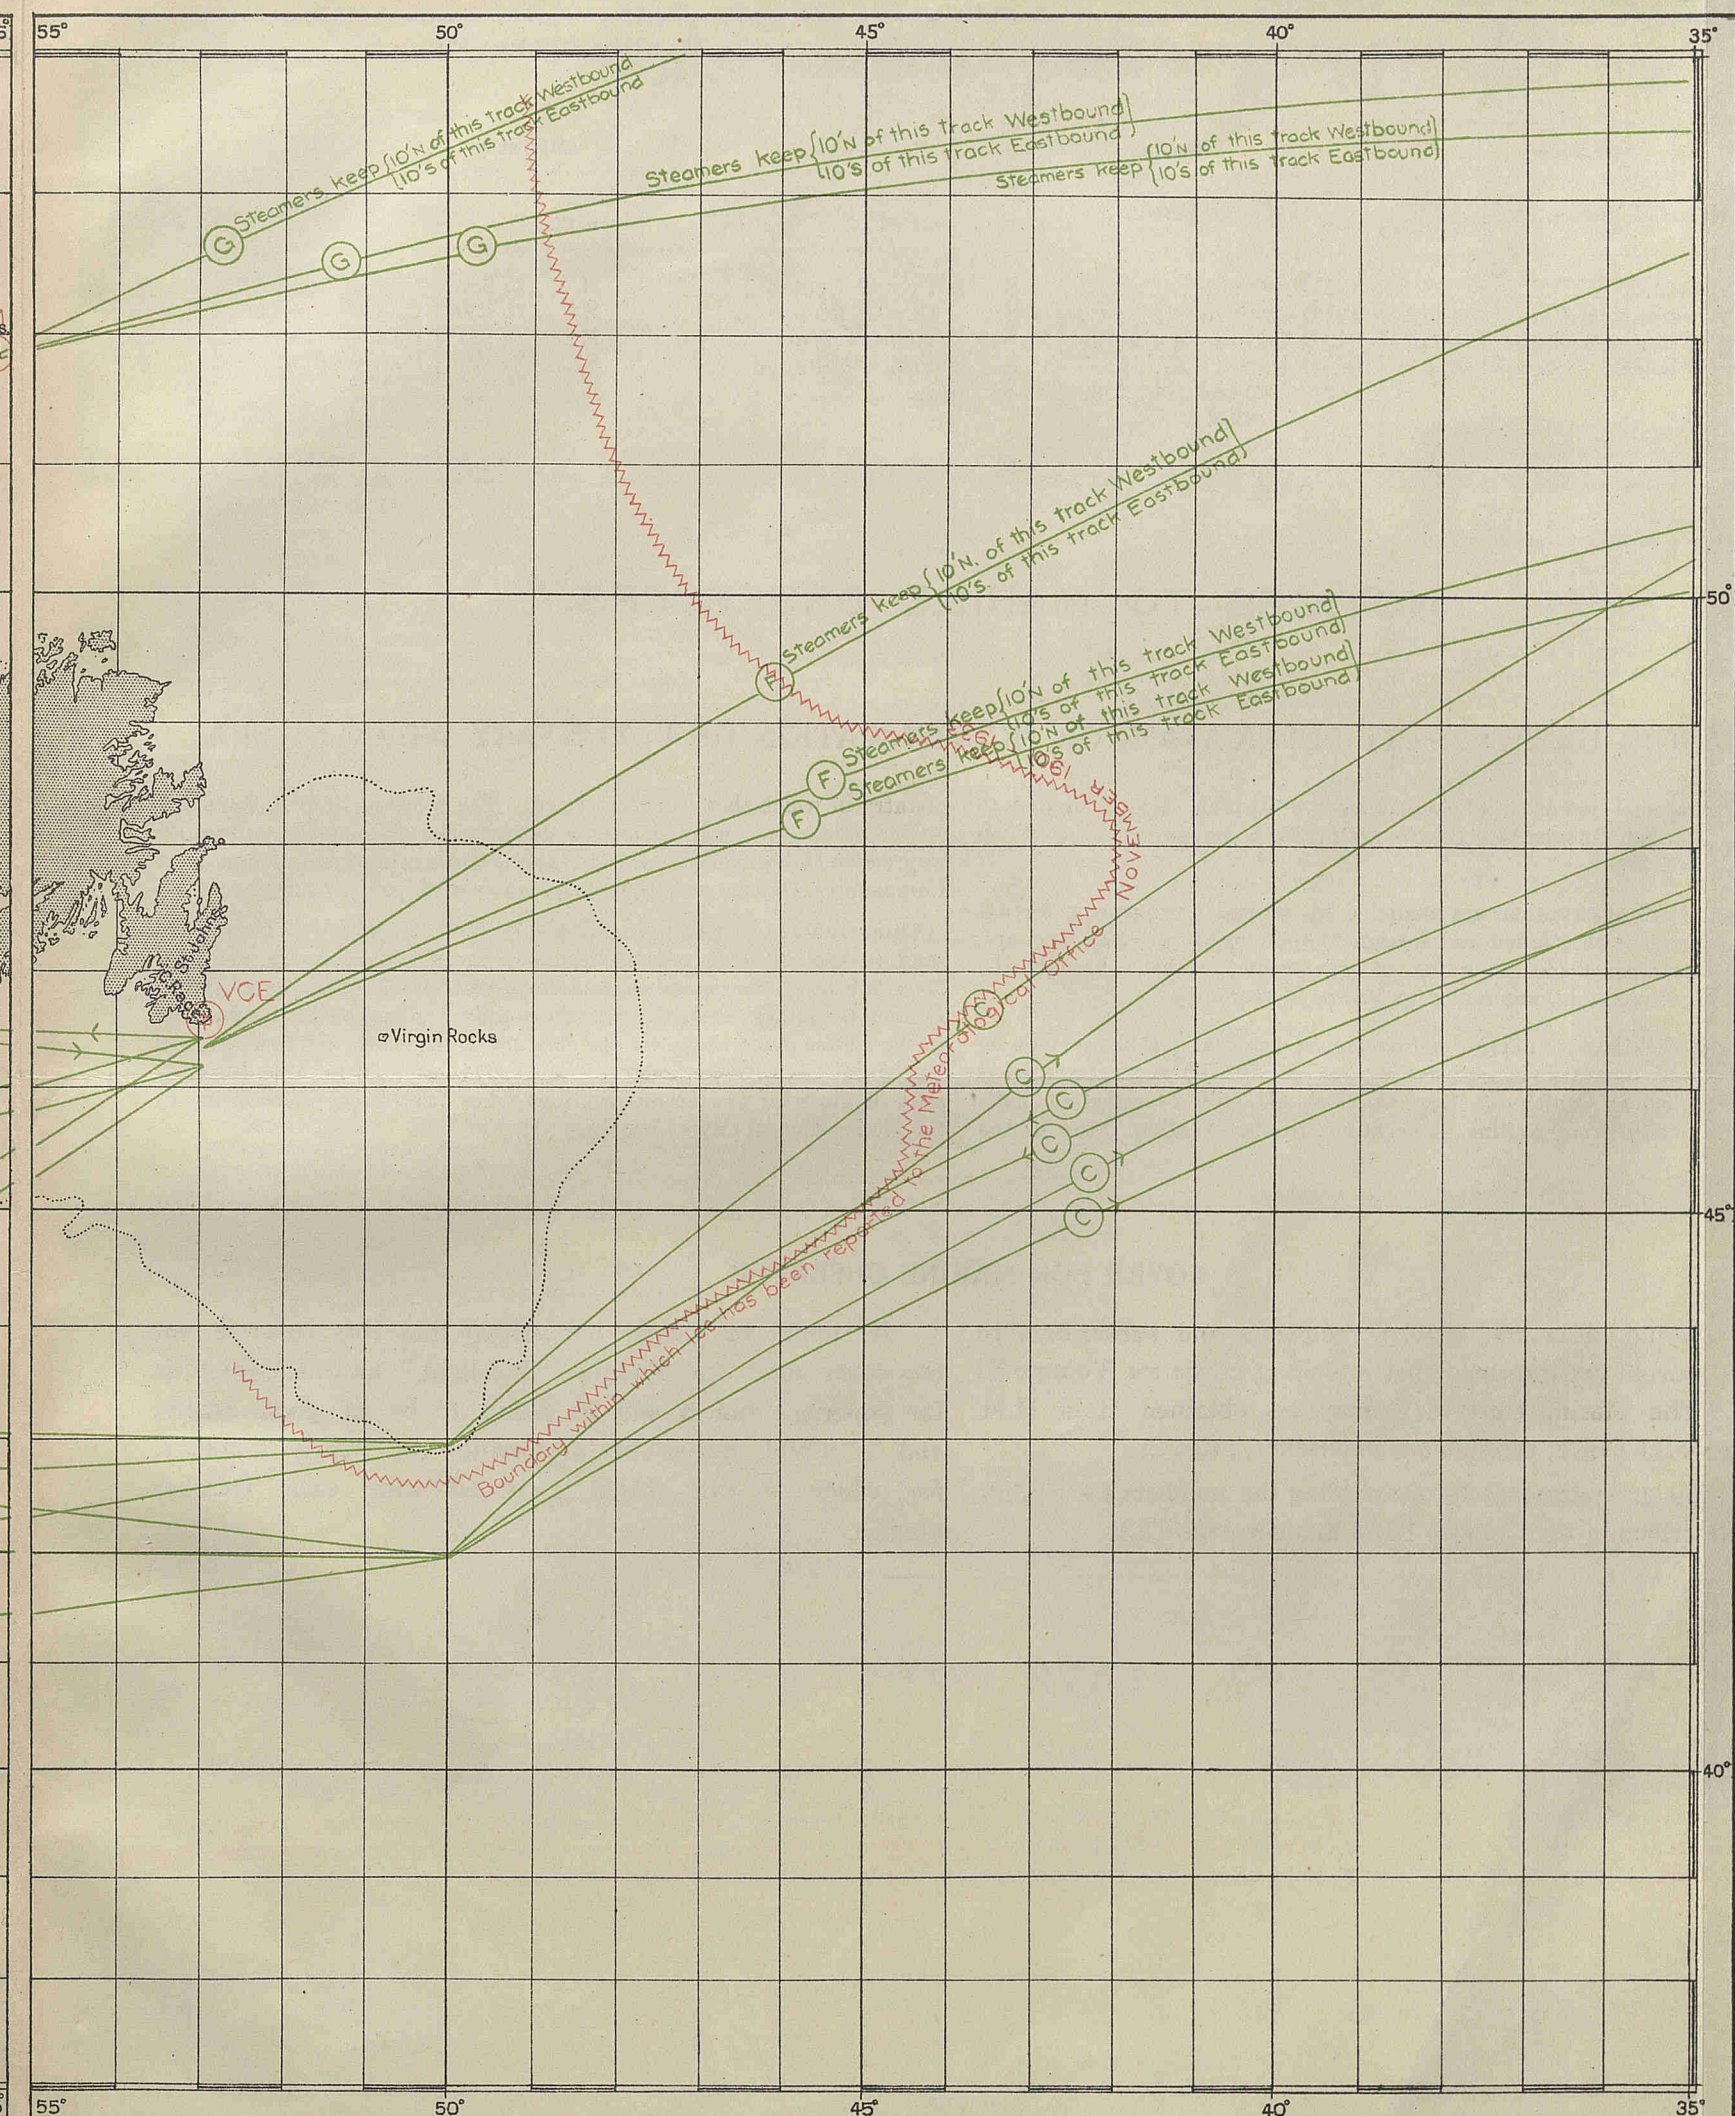 55° 50° 45° 40° 35°
Steamers keep {10'N of this track Westbound
{10's of this track Eastbound
Steamers keep {10'N of this track Westbound}
{10's of this track Eastbound}
Steamers keep {10'N of this track Westbound}
{10's of this track Eastbound}
G
G
G
Steamers keep {10'N. of this track Westbound}
{10's. of this track Eastbound}
F
50°
Steamers keep {10'N of this track Westbound}
{10's of this track Eastbound}
F
Steamers keep {10'N of this track Westbound}
{10's of this track Eastbound}
F
NOVEMBER
St Johns
C. Race
VCE
Virgin Rocks
C
C
C
C
C
C
45°
Boundary within which Ice has been reported to the Meteorological Office
40°
55° 50° 45° 40° 35°